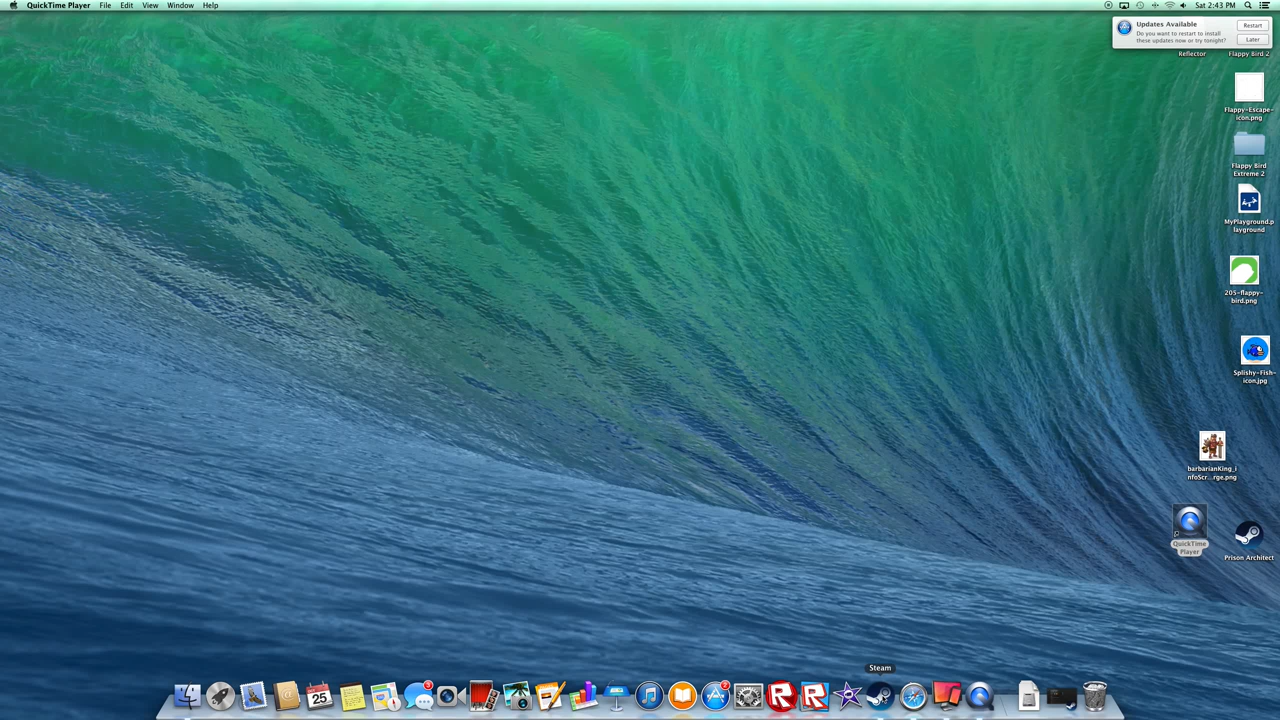 QuickTime Player File Edit View Window Help
Sat 2:43 PM
Updates Available
Do you want to restart to install
these updates now or try tonight?
Restart
Later
Reflector
Flappy Bird 2
Flappy-Escape-
icon.png
Flappy Bird
Extreme 2
MyPlayground.p
layground
205-flappy-
bird.png
Splishy-Fish-
icon.jpg
barbarianKing_i
nfoScr...rge.png
QuickTime
Player
Prison Architect
Steam
25